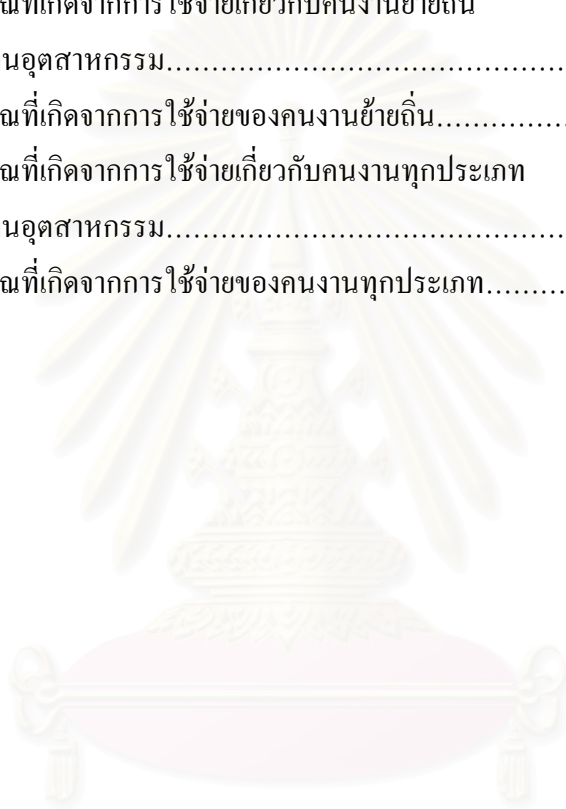 ณที่เกิดจากการใช้จ่ายเกี่ยวกับคนงานย้ายถิ่น
นอุตสาหกรรม................................................
ณที่เกิดจากการใช้จ่ายของคนงานย้ายถิ่น...............
ณที่เกิดจากการใช้จ่ายเกี่ยวกับคนงานทุกประเภท
นอุตสาหกรรม................................................
ณที่เกิดจากการใช้จ่ายของคนงานทุกประเภท.........